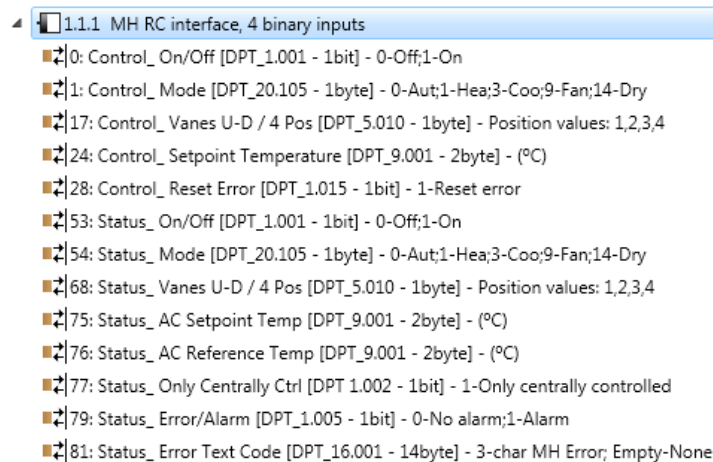 1.1.1 MH RC interface, 4 binary inputs
0: Control_ On/Off [DPT_1.001 - 1bit] - 0-Off;1-On
1: Control_ Mode [DPT_20.105 - 1byte] - 0-Aut;1-Hea;3-Coo;9-Fan;14-Dry
17: Control_ Vanes U-D / 4 Pos [DPT_5.010 - 1byte] - Position values: 1,2,3,4
24: Control_ Setpoint Temperature [DPT_9.001 - 2byte] - (ºC)
28: Control_ Reset Error [DPT_1.015 - 1bit] - 1-Reset error
53: Status_ On/Off [DPT_1.001 - 1bit] - 0-Off;1-On
54: Status_ Mode [DPT_20.105 - 1byte] - 0-Aut;1-Hea;3-Coo;9-Fan;14-Dry
68: Status_ Vanes U-D / 4 Pos [DPT_5.010 - 1byte] - Position values: 1,2,3,4
75: Status_ AC Setpoint Temp [DPT_9.001 - 2byte] - (ºC)
76: Status_ AC Reference Temp [DPT_9.001 - 2byte] - (ºC)
77: Status_ Only Centrally Ctrl [DPT 1.002 - 1bit] - 1-Only centrally controlled
79: Status_ Error/Alarm [DPT_1.005 - 1bit] - 0-No alarm;1-Alarm
81: Status_ Error Text Code [DPT_16.001 - 14byte] - 3-char MH Error; Empty-None